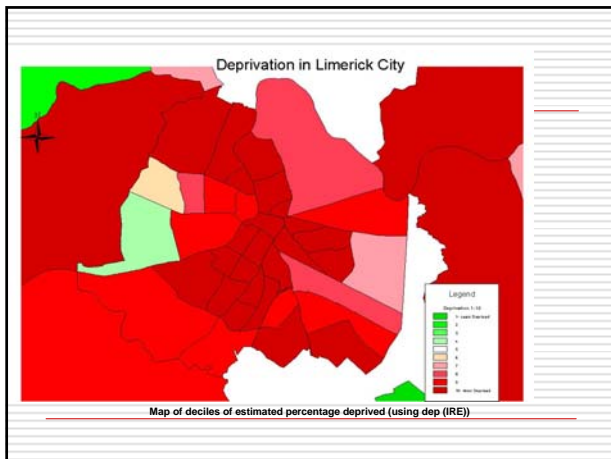 Deprivation in Limerick City
Legend
Deprivation 1-10
1 - Least Deprived
2
3
4
5
6
7
8
9
10 - Most Deprived
Map of deciles of estimated percentage deprived (using dep (IRE))